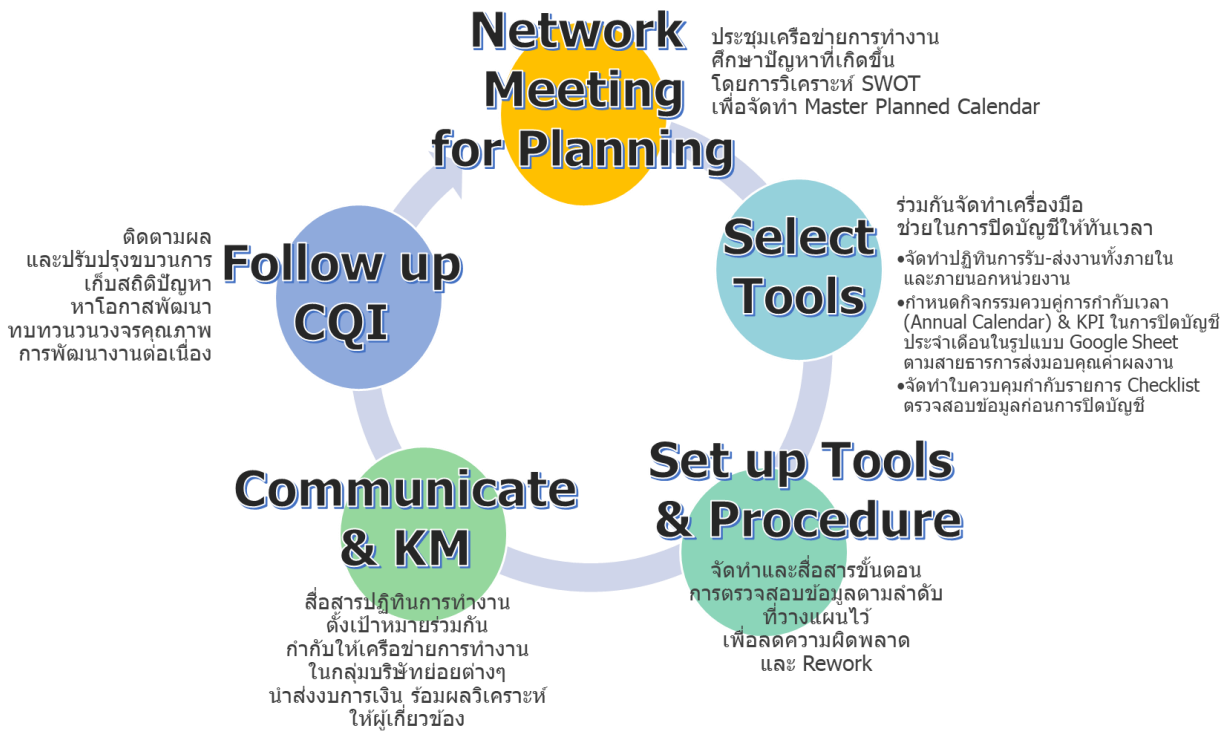 Network
Meeting
for Planning
ประชุมเครือข่ายการทำงาน
ศึกษาปัญหาที่เกิดขึ้น
โดยการวิเคราะห์ SWOT
เพื่อจัดทำ Master Planned Calendar
Select
Tools
ร่วมกันจัดทำเครื่องมือ
ช่วยในการปิดบัญชีให้ทันเวลา
•จัดทำปฏิทินการรับ-ส่งงานทั้งภายใน
และภายนอกหน่วยงาน
•กำหนดกิจกรรมควบคู่การกำกับเวลา
(Annual Calendar) & KPI ในการปิดบัญชี
ประจำเดือนในรูปแบบ Google Sheet
ตามสายธารการส่งมอบคุณค่าผลงาน
•จัดทำใบควบคุมกำกับรายการ Checklist
ตรวจสอบข้อมูลก่อนการปิดบัญชี
Set up Tools
& Procedure
จัดทำและสื่อสารขั้นตอน
การตรวจสอบข้อมูลตามลำดับ
ที่วางแผนไว้
เพื่อลดความผิดพลาด
และ Rework
Communicate
& KM
สื่อสารปฏิทินการทำงาน
ตั้งเป้าหมายร่วมกัน
กำกับให้เครือข่ายการทำงาน
ในกลุ่มบริษัทย่อยต่างๆ
นำส่งงบการเงิน ร้อมผลวิเคราะห์
ให้ผู้เกี่ยวข้อง
Follow up
CQI
ติดตามผล
และปรับปรุงขบวนการ
เก็บสถิติปัญหา
หาโอกาสพัฒนา
ทบทวนวนวงจรคุณภาพ
การพัฒนางานต่อเนื่อง